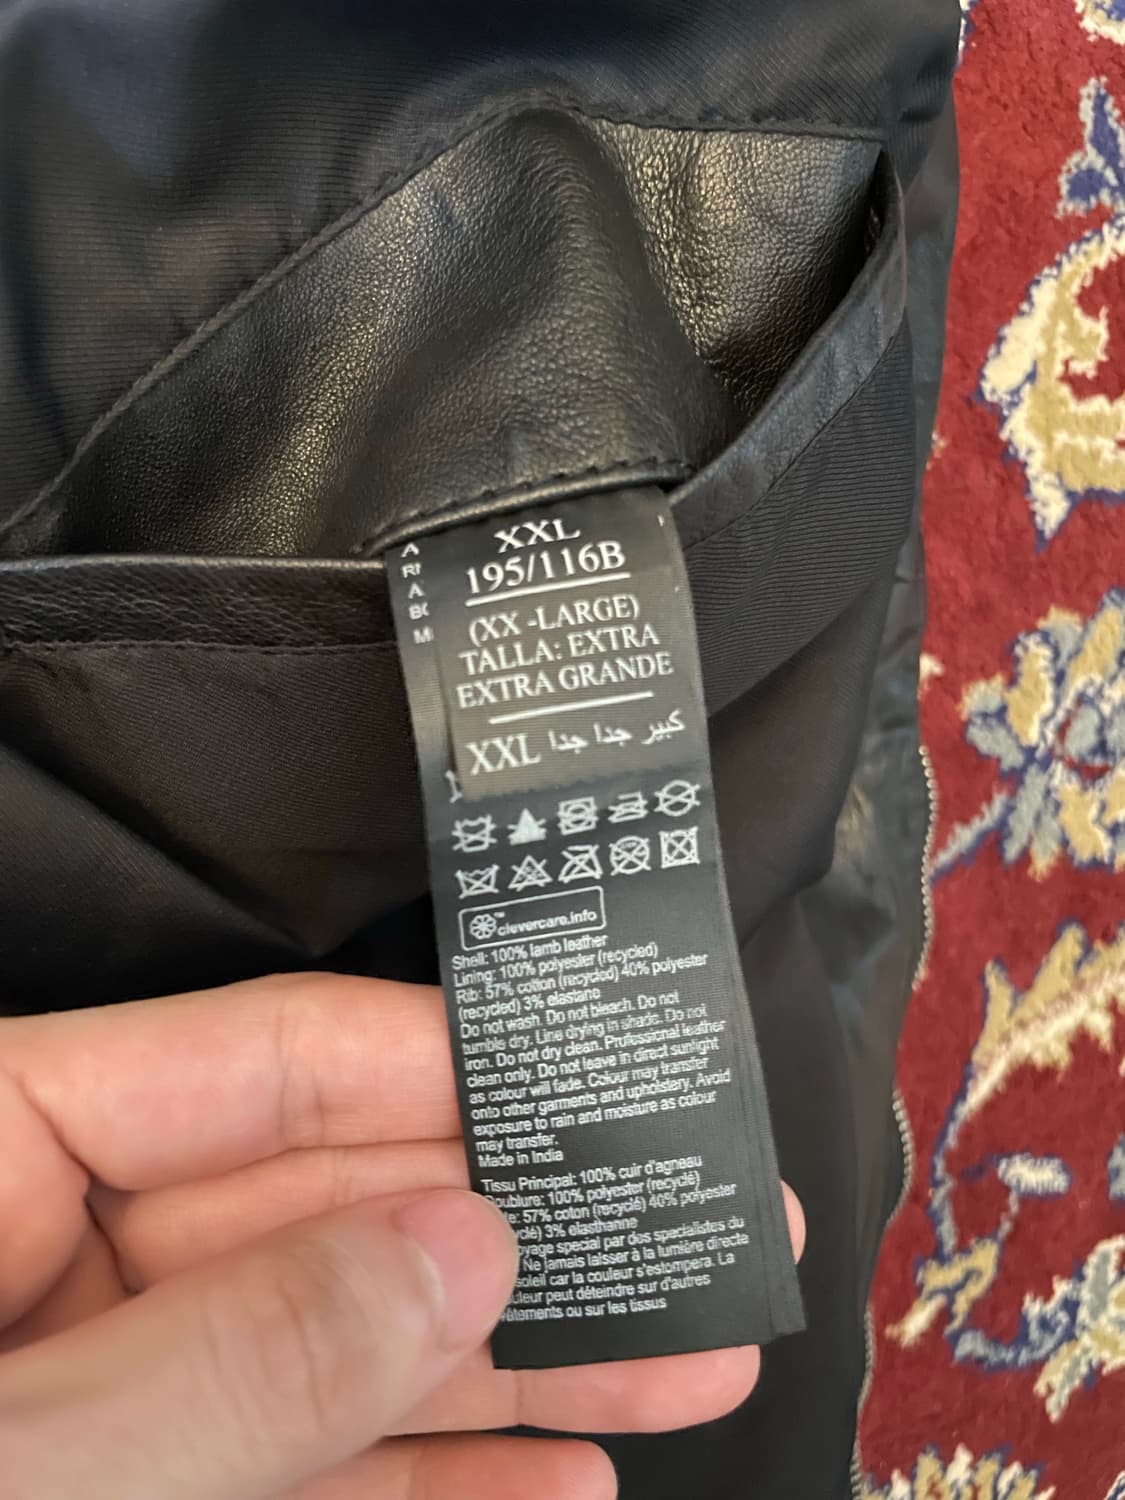 XXL
195/116B
(XX -LARGE)
TALLA: EXTRA
EXTRA GRANDE
XXL كبير جدا جدا
A
A
M
clevercare.info
Shell: 100% lamb leather
Lining: 100% polyester (recycled)
Rib: 57% cotton (recycled) 40% polyester
(recycled) 3% elastane
Do not wash. Do not bleach. Do not
tumble dry. Line drying in shade. Do not
iron. Do not dry clean. Professional leather
clean only. Do not leave in direct sunlight
as colour will fade. Colour may transfer
onto other garments and upholstery. Avoid
exposure to rain and moisture as colour
may transfer.
Made in India
Tissu Principal: 100% cuir d'agneau
oublure: 100% polyester (recyclé)
57% coton (recyclé) 40% polyester
3% elasthanne
special par des specialistes du
Ne jamais laisser à la lumière directe
soleil car la couleur s'estompera. La
uleur peut déteindre sur d'autres
êtements ou sur les tissus